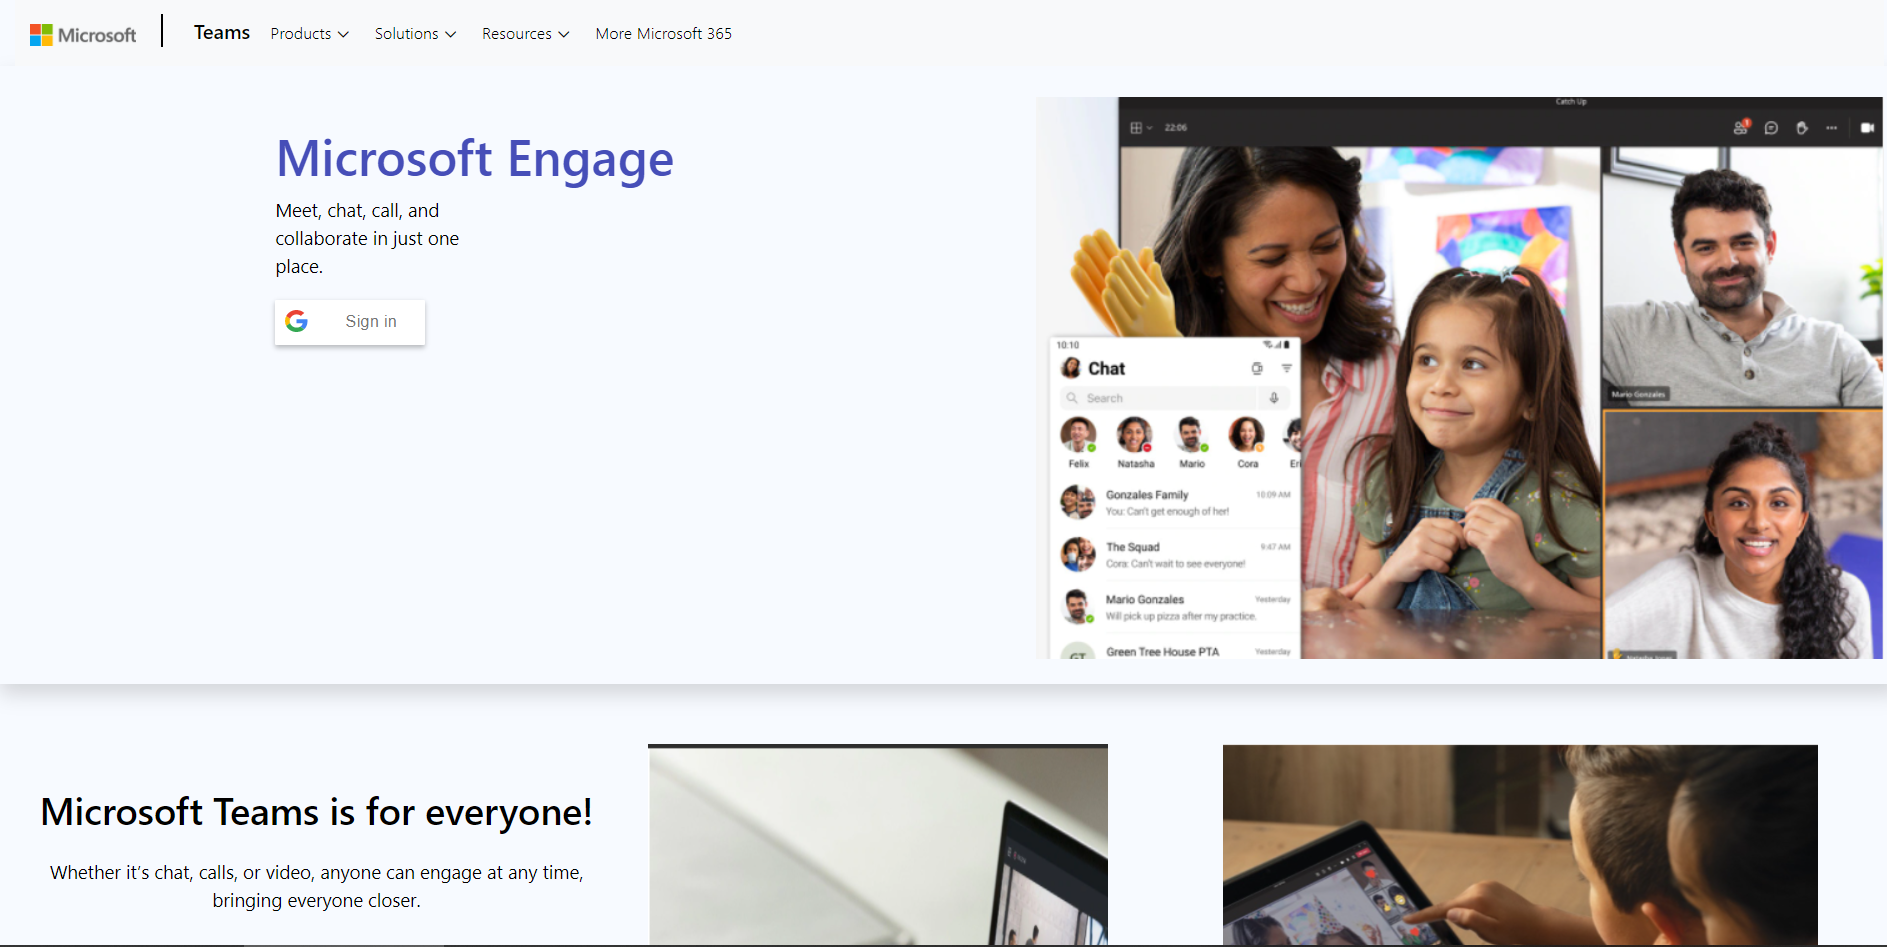 Microsoft
Teams
Products
Solutions
Resources
More Microsoft 365
Microsoft Engage
Meet, chat, call, and
collaborate in just one
place.
Sign in
Catch Up
22:06
1
Mario Gonzales
10:10
Chat
Search
Felix
Natasha
Mario
Cora
Eri
Gonzales Family
10:09 AM
You: Can't get enough of her!
The Squad
9:47 AM
Cora: Can't wait to see everyone!
Mario Gonzales
Yesterday
Will pick up pizza after my practice.
GT
Green Tree House PTA
Yesterday
Microsoft Teams is for everyone!
Whether it’s chat, calls, or video, anyone can engage at any time,
bringing everyone closer.